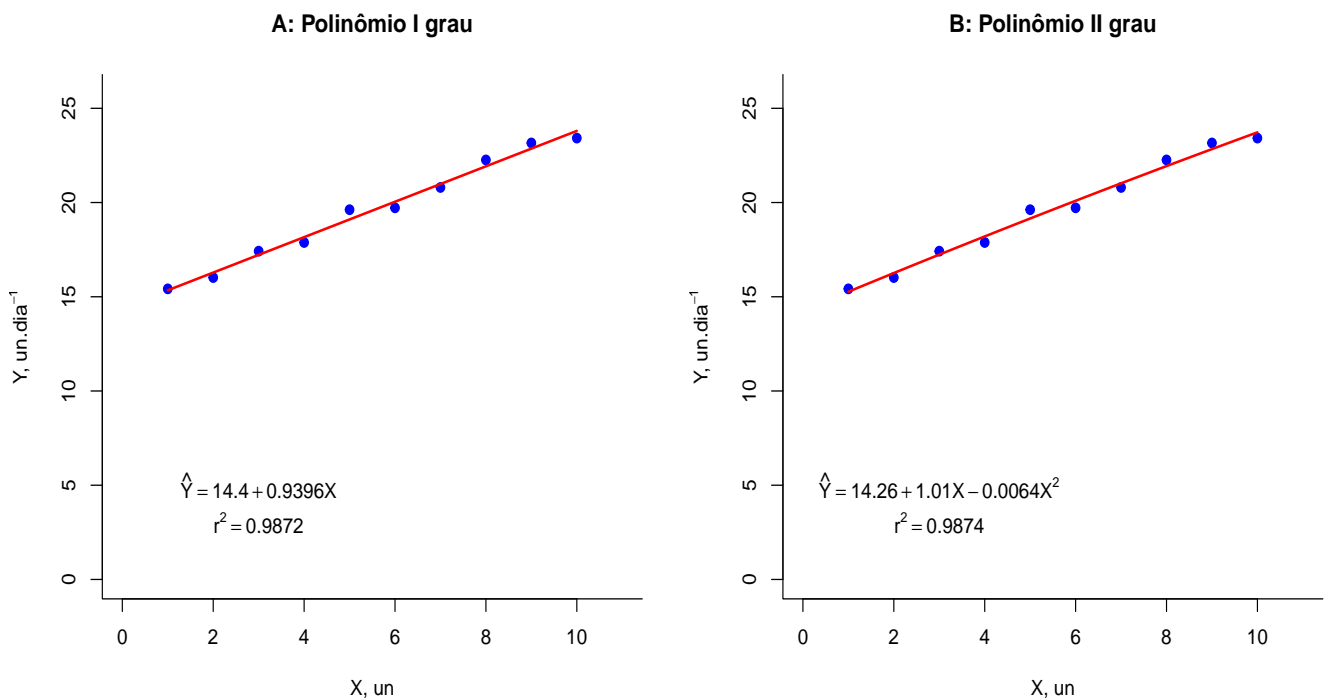 A: Polinômio I grau
25
20
15
10
5
0
Y, un.dia⁻¹
Ŷ = 14.4 + 0.9396X
r² = 0.9872
0 2 4 6 8 10
X, un
B: Polinômio II grau
25
20
15
10
5
0
Y, un.dia⁻¹
Ŷ = 14.26 + 1.01X − 0.0064X²
r² = 0.9874
0 2 4 6 8 10
X, un